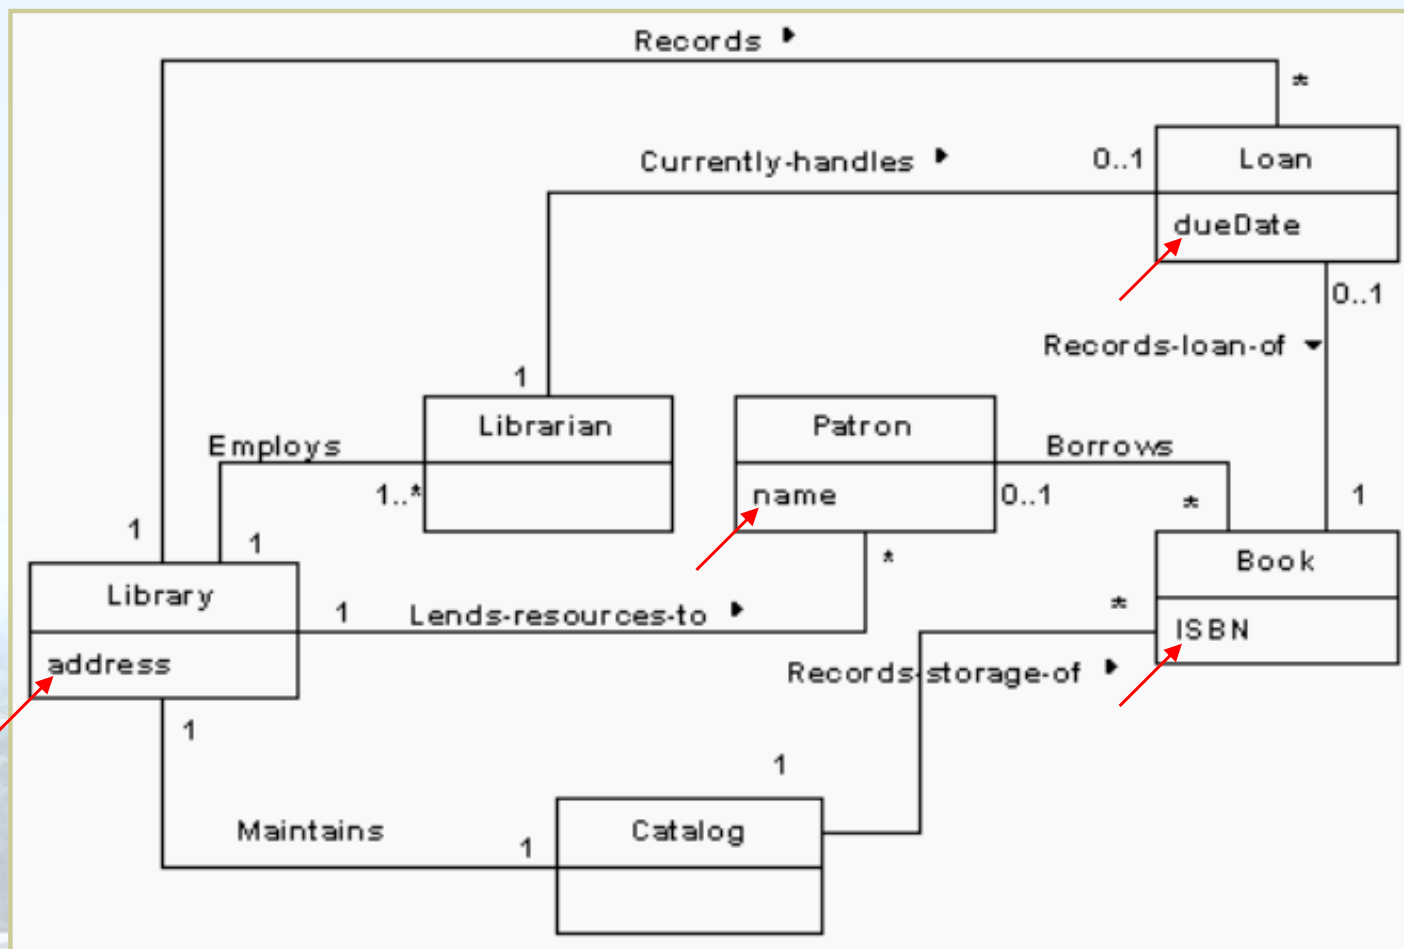 Records
*
Currently-handles
0..1
Loan
dueDate
0..1
Records-loan-of
1
Librarian
Patron
Employs
Borrows
1..*
name
0..1
*
1
1
1
*
Book
Library
1
Lends-resources-to
*
ISBN
address
Records-storage-of
1
1
Maintains
1
Catalog